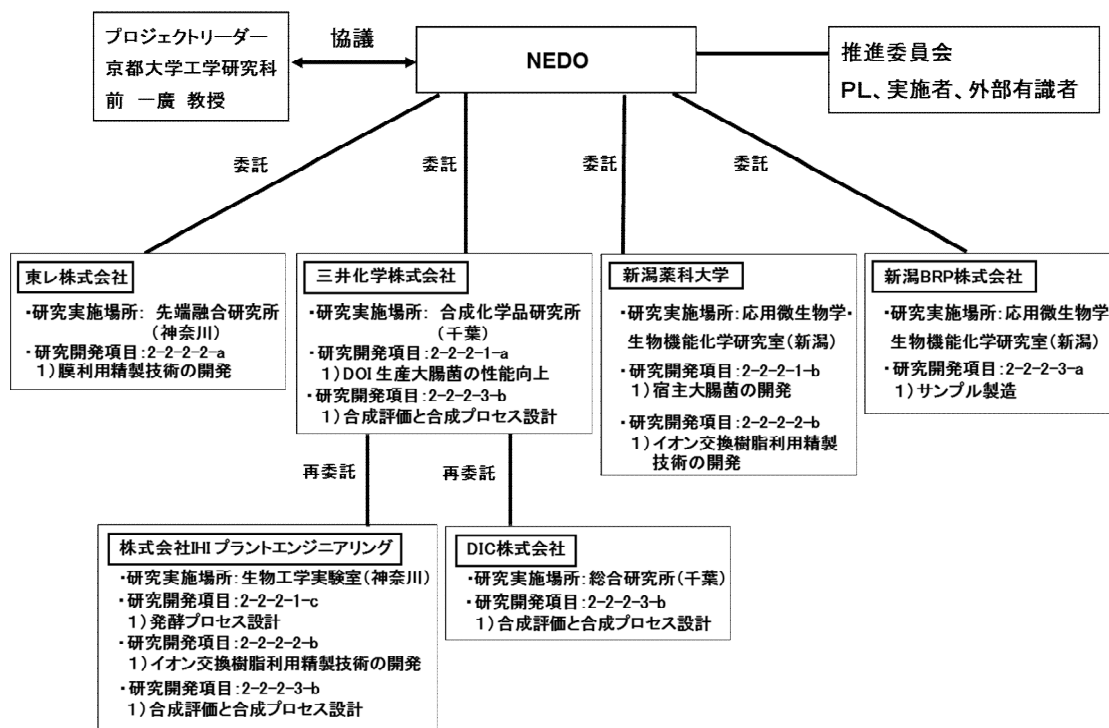 プロジェクトリーダー
京都大学工学研究科
前　一廣 教授
協議
NEDO
推進委員会
PL、実施者、外部有識者
委託
委託
委託
委託
東レ株式会社
・研究実施場所: 先端融合研究所
(神奈川)
・研究開発項目:2-2-2-2-a
1)膜利用精製技術の開発
三井化学株式会社
・研究実施場所: 合成化学品研究所
(千葉)
・研究開発項目:2-2-2-1-a
1)DOI生産大腸菌の性能向上
・研究開発項目:2-2-2-3-b
1)合成評価と合成プロセス設計
新潟薬科大学
・研究実施場所:応用微生物学・
生物機能化学研究室(新潟)
・研究開発項目:2-2-2-1-b
1)宿主大腸菌の開発
・研究開発項目:2-2-2-2-b
1)イオン交換樹脂利用精製
技術の開発
新潟BRP株式会社
・研究実施場所:応用微生物学
生物機能化学研究室(新潟)
・研究開発項目:2-2-2-3-a
1)サンプル製造
再委託
再委託
株式会社IHIプラントエンジニアリング
・研究実施場所:生物工学実験室(神奈川)
・研究開発項目:2-2-2-1-c
1)発酵プロセス設計
・研究開発項目:2-2-2-2-b
1)イオン交換樹脂利用精製技術の開発
・研究開発項目:2-2-2-3-b
1)合成評価と合成プロセス設計
DIC株式会社
・研究実施場所:総合研究所(千葉)
・研究開発項目:2-2-2-3-b
1)合成評価と合成プロセス設計